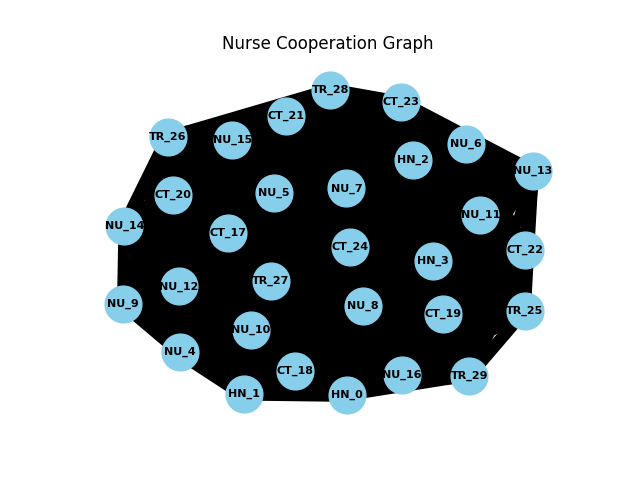 Nurse Cooperation Graph
TR_28
CT_23
CT_21
TR_26
NU_15
NU_6
HN_2
NU_13
NU_7
NU_5
CT_20
NU_11
NU_14
CT_17
CT_24
CT_22
HN_3
TR_27
NU_12
NU_9
NU_8
TR_25
CT_19
NU_10
NU_4
CT_18
NU_16
TR_29
HN_1
HN_0